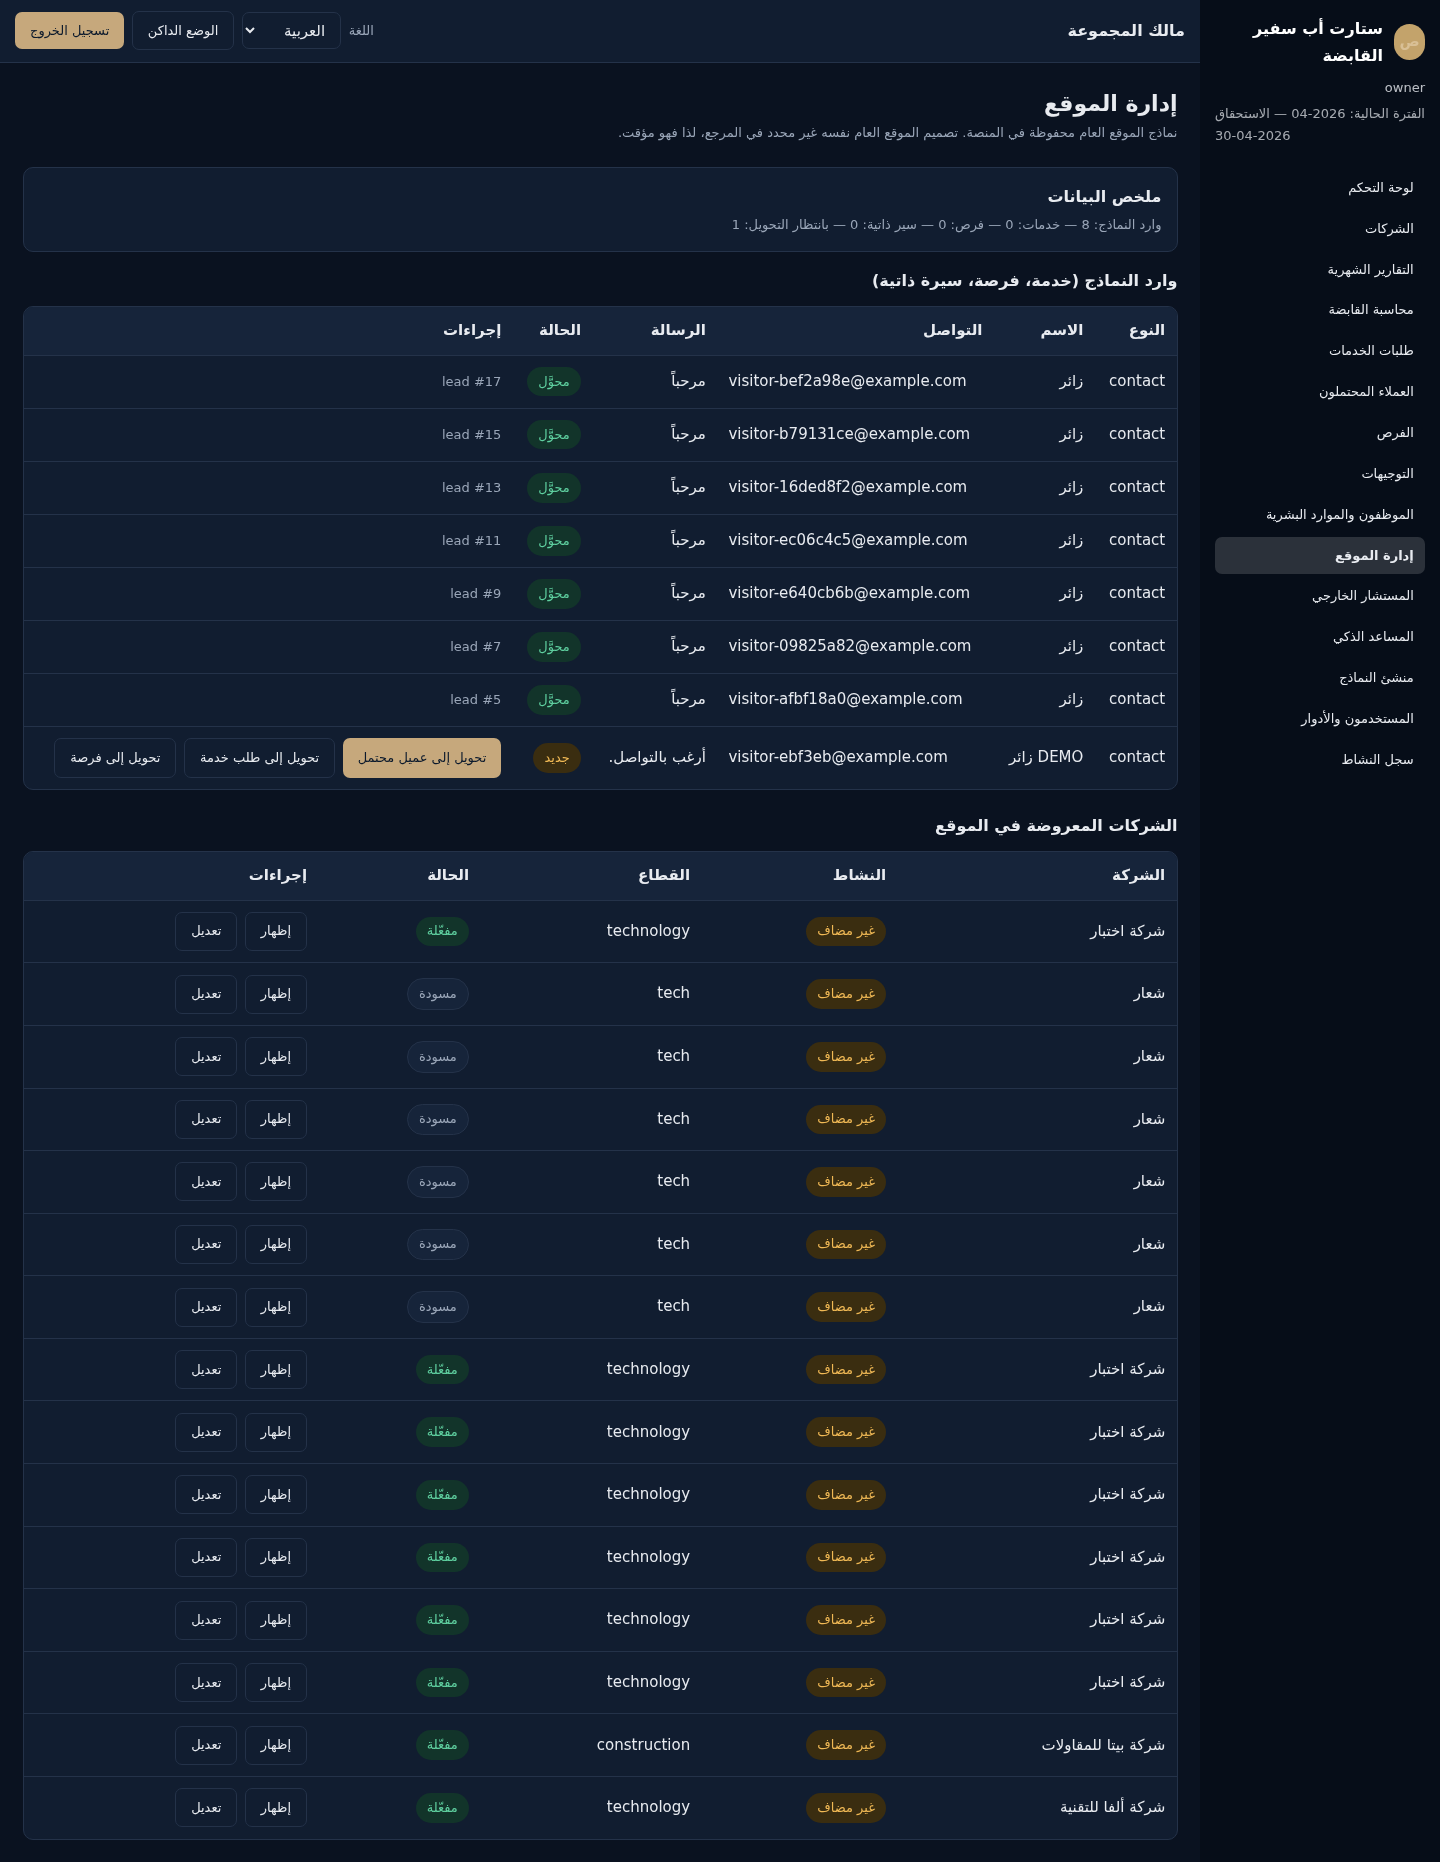 ص
ستارت أب سفير
القابضة
owner
الفترة الحالية: 2026-04 — الاستحقاق
2026-04-30
لوحة التحكم
الشركات
التقارير الشهرية
محاسبة القابضة
طلبات الخدمات
العملاء المحتملون
الفرص
التوجيهات
الموظفون والموارد البشرية
إدارة الموقع
المستشار الخارجي
المساعد الذكي
منشئ النماذج
المستخدمون والأدوار
سجل النشاط
مالك المجموعة اللغة العربية الوضع الداكن تسجيل الخروج
إدارة الموقع
نماذج الموقع العام محفوظة في المنصة. تصميم الموقع العام نفسه غير محدد في المرجع، لذا فهو مؤقت.
ملخص البيانات
وارد النماذج: 8 — خدمات: 0 — فرص: 0 — سير ذاتية: 0 — بانتظار التحويل: 1
وارد النماذج (خدمة، فرصة، سيرة ذاتية)
النوع الاسم التواصل الرسالة الحالة إجراءات
contact زائر visitor-bef2a98e@example.com مرحباً محوَّل lead #17
contact زائر visitor-b79131ce@example.com مرحباً محوَّل lead #15
contact زائر visitor-16ded8f2@example.com مرحباً محوَّل lead #13
contact زائر visitor-ec06c4c5@example.com مرحباً محوَّل lead #11
contact زائر visitor-e640cb6b@example.com مرحباً محوَّل lead #9
contact زائر visitor-09825a82@example.com مرحباً محوَّل lead #7
contact زائر visitor-afbf18a0@example.com مرحباً محوَّل lead #5
contact DEMO زائر visitor-ebf3eb@example.com أرغب بالتواصل. جديد تحويل إلى عميل محتمل تحويل إلى طلب خدمة تحويل إلى فرصة
الشركات المعروضة في الموقع
الشركة النشاط القطاع الحالة إجراءات
شركة اختبار غير مضاف technology مفعّلة إظهار تعديل
شعار غير مضاف tech مسودة إظهار تعديل
شعار غير مضاف tech مسودة إظهار تعديل
شعار غير مضاف tech مسودة إظهار تعديل
شعار غير مضاف tech مسودة إظهار تعديل
شعار غير مضاف tech مسودة إظهار تعديل
شعار غير مضاف tech مسودة إظهار تعديل
شركة اختبار غير مضاف technology مفعّلة إظهار تعديل
شركة اختبار غير مضاف technology مفعّلة إظهار تعديل
شركة اختبار غير مضاف technology مفعّلة إظهار تعديل
شركة اختبار غير مضاف technology مفعّلة إظهار تعديل
شركة اختبار غير مضاف technology مفعّلة إظهار تعديل
شركة اختبار غير مضاف technology مفعّلة إظهار تعديل
شركة بيتا للمقاولات غير مضاف construction مفعّلة إظهار تعديل
شركة ألفا للتقنية غير مضاف technology مفعّلة إظهار تعديل